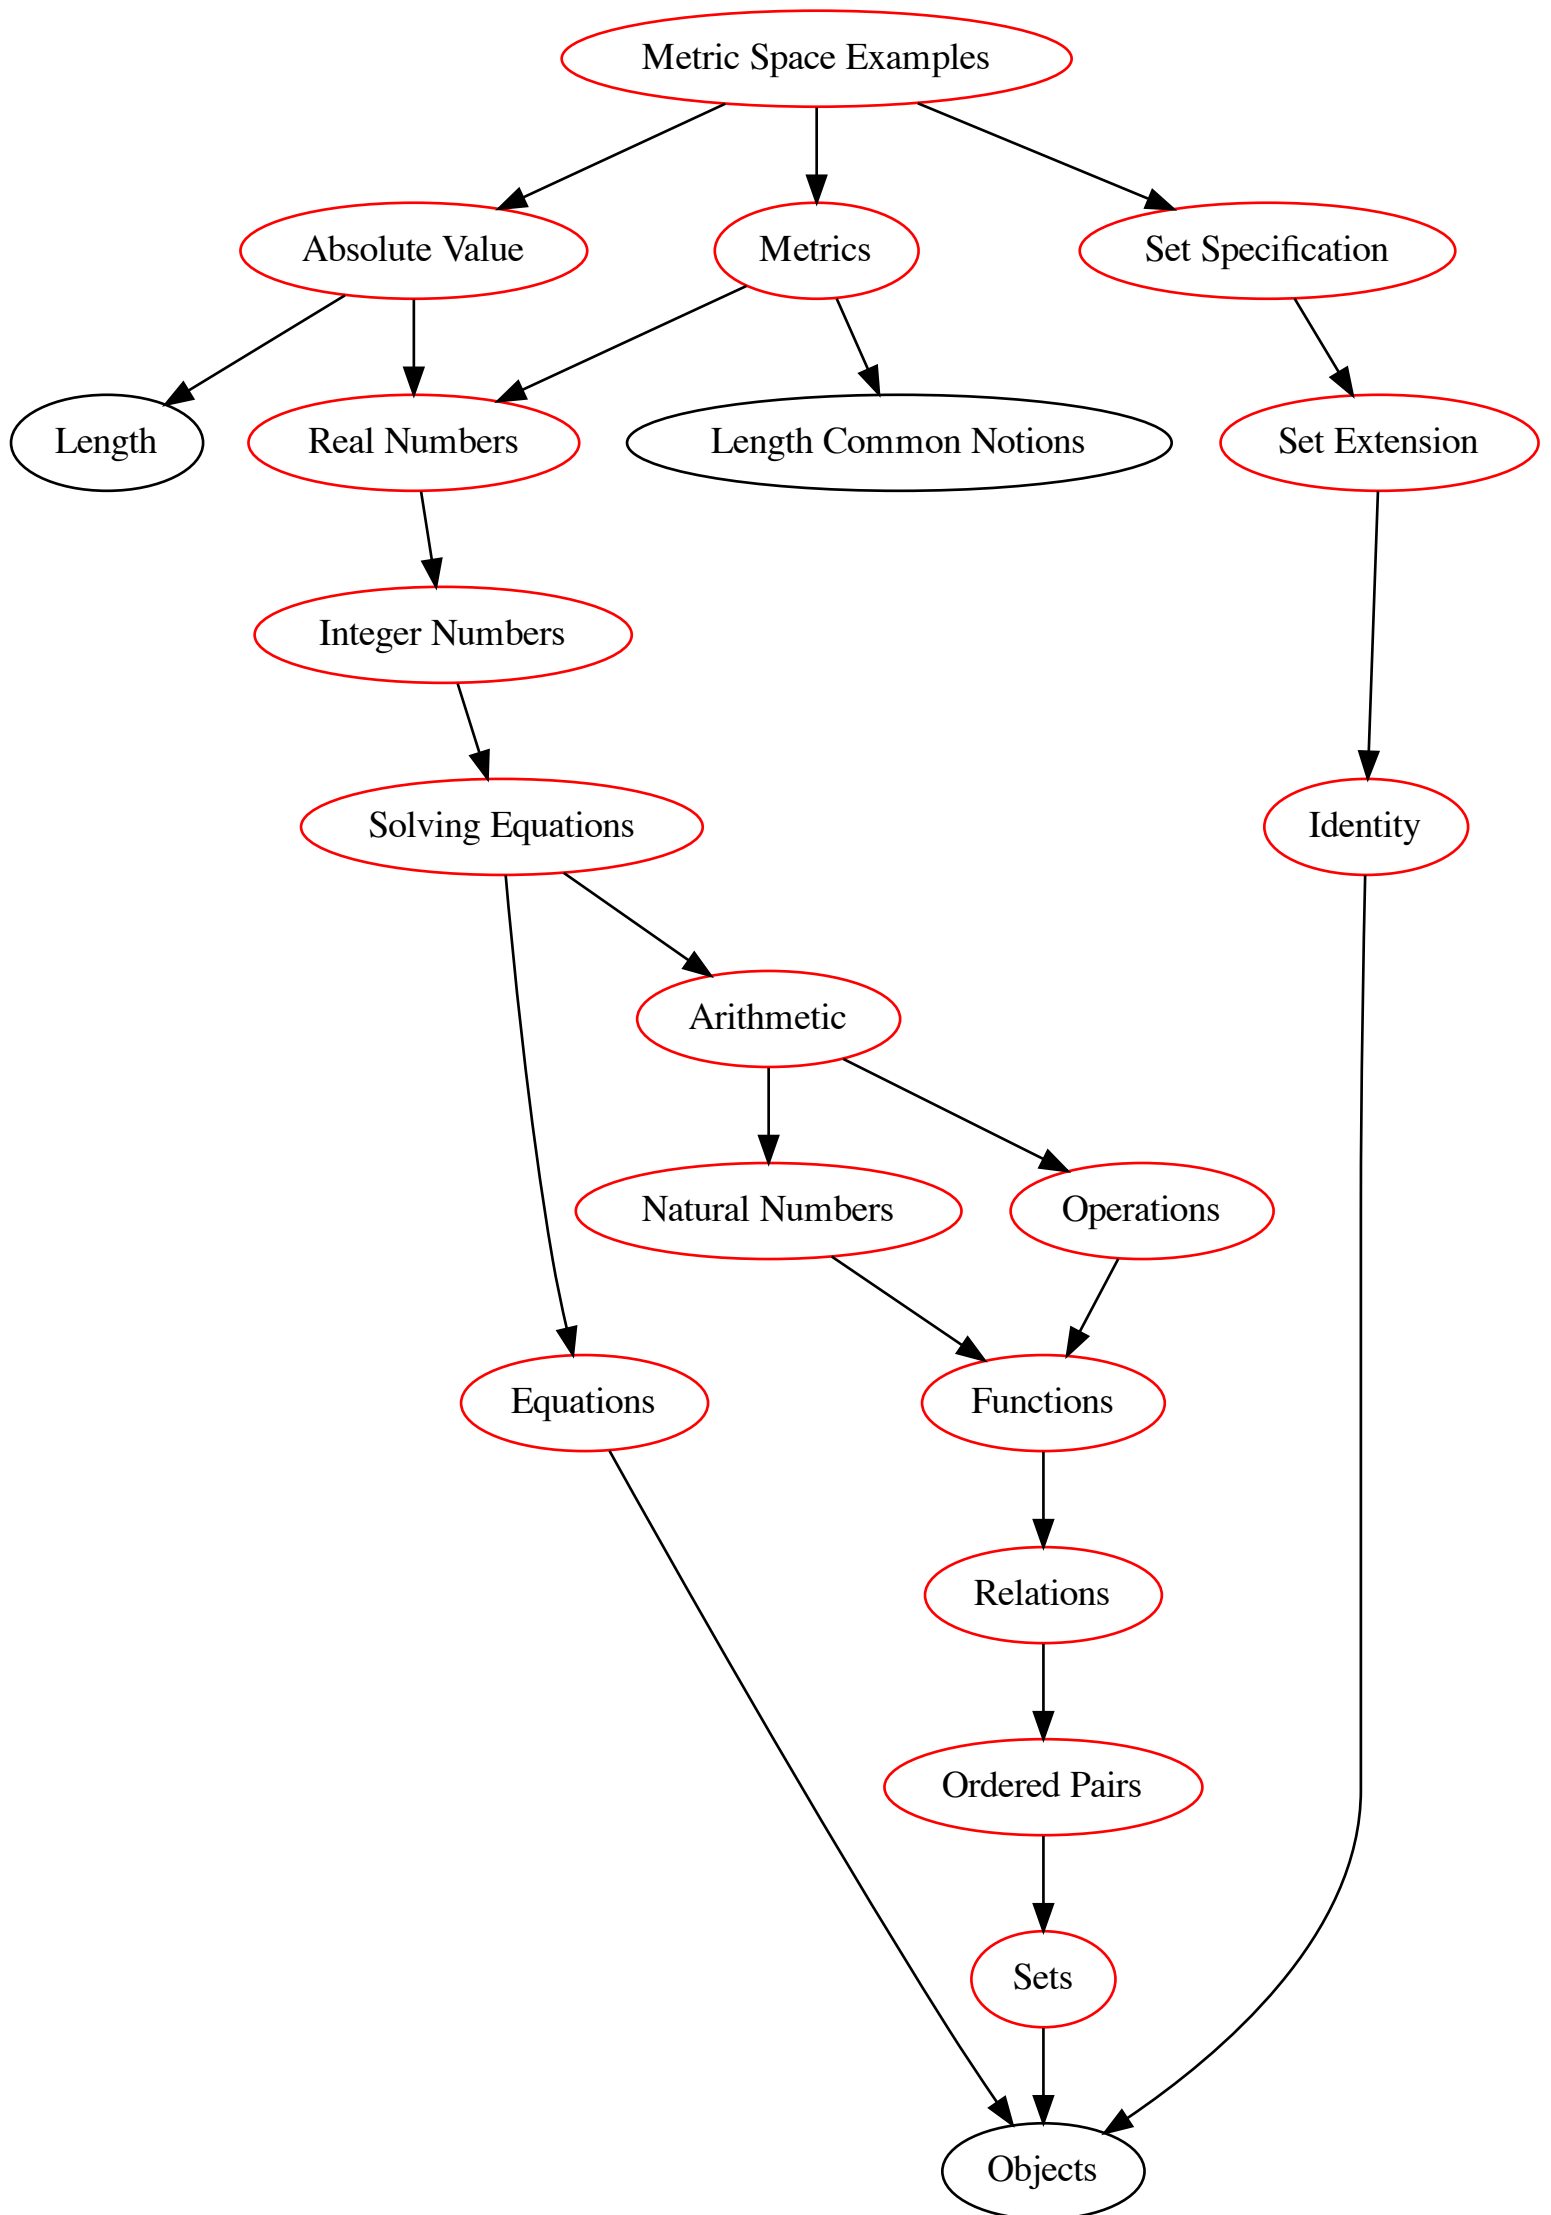 Metric Space Examples
Absolute Value
Metrics
Set Specification
Length
Real Numbers
Length Common Notions
Set Extension
Integer Numbers
Solving Equations
Identity
Arithmetic
Natural Numbers
Operations
Equations
Functions
Relations
Ordered Pairs
Sets
Objects